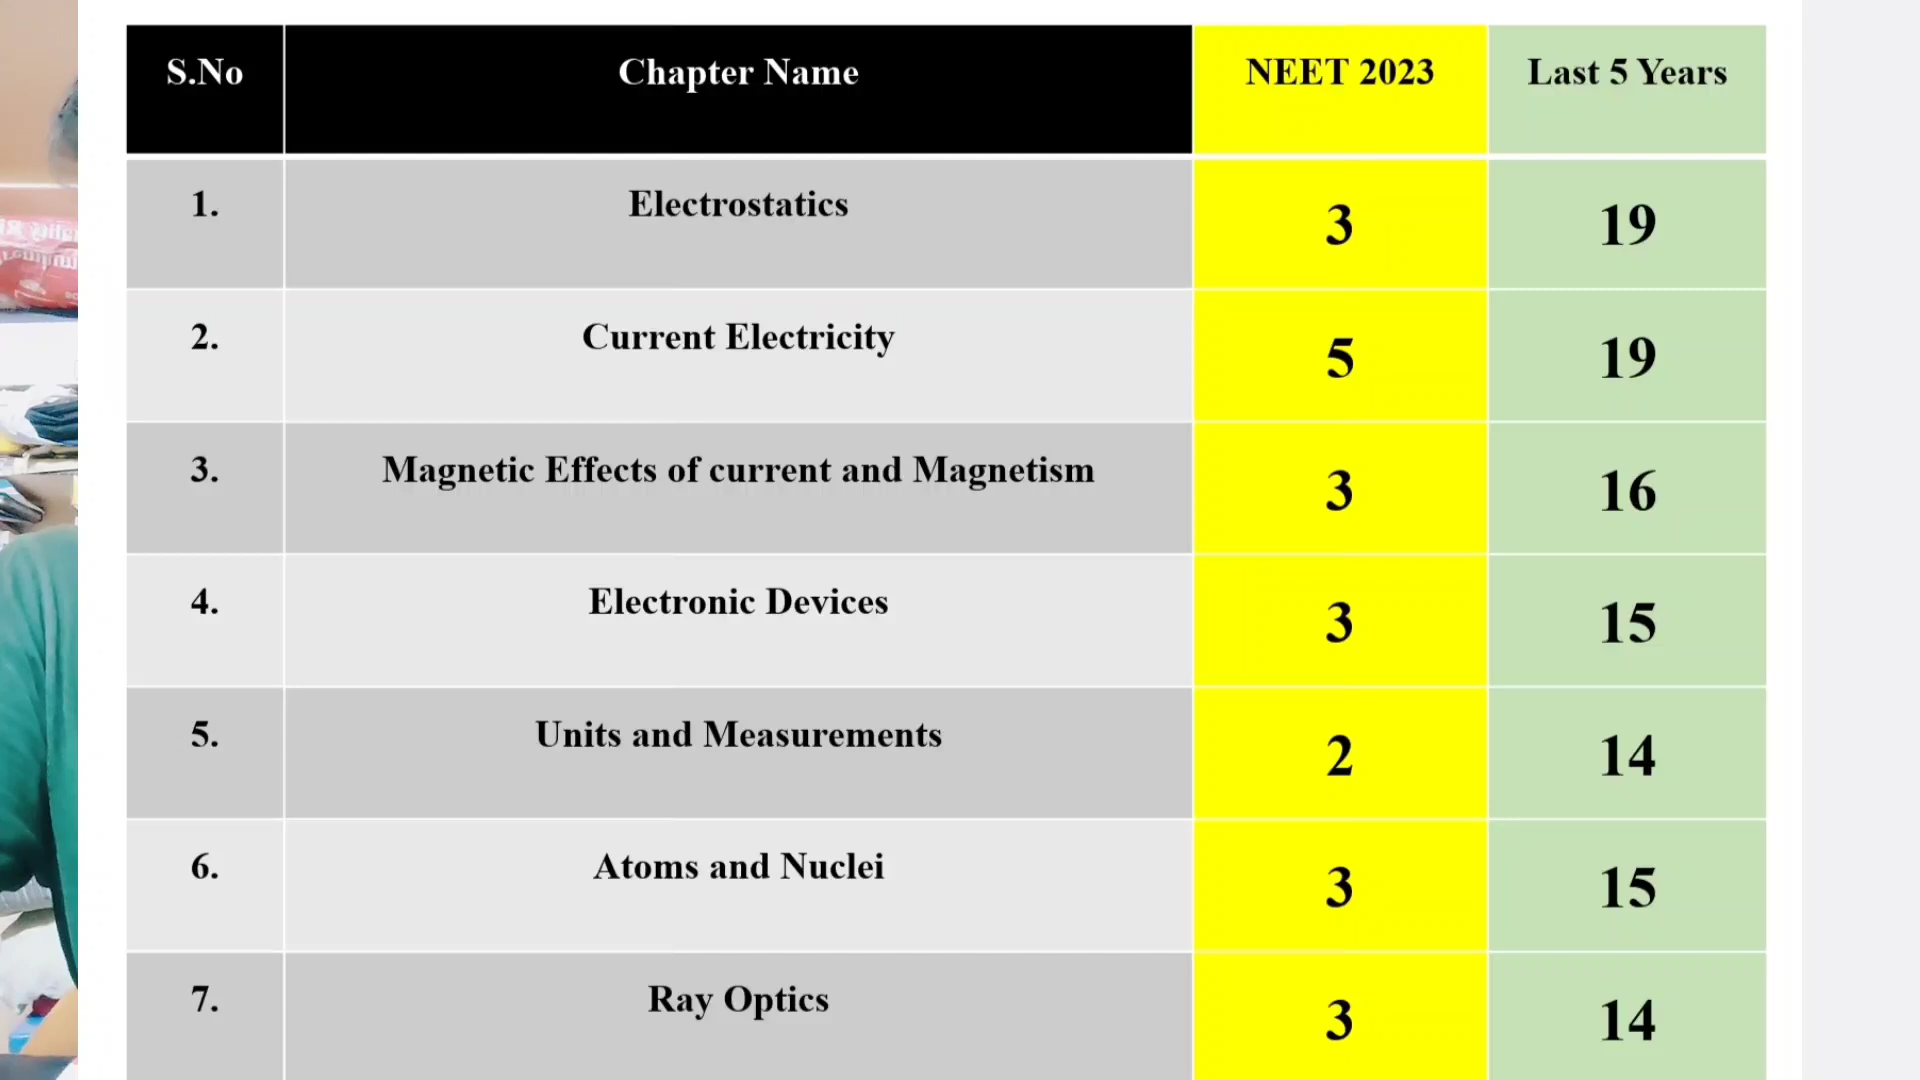 S.No Chapter Name NEET 2023 Last 5 Years
1. Electrostatics 3 19
2. Current Electricity 5 19
3. Magnetic Effects of current and Magnetism 3 16
4. Electronic Devices 3 15
5. Units and Measurements 2 14
6. Atoms and Nuclei 3 15
7. Ray Optics 3 14